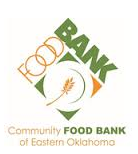 FOOD
BANK
Community FOOD BANK
of Eastern Oklahoma